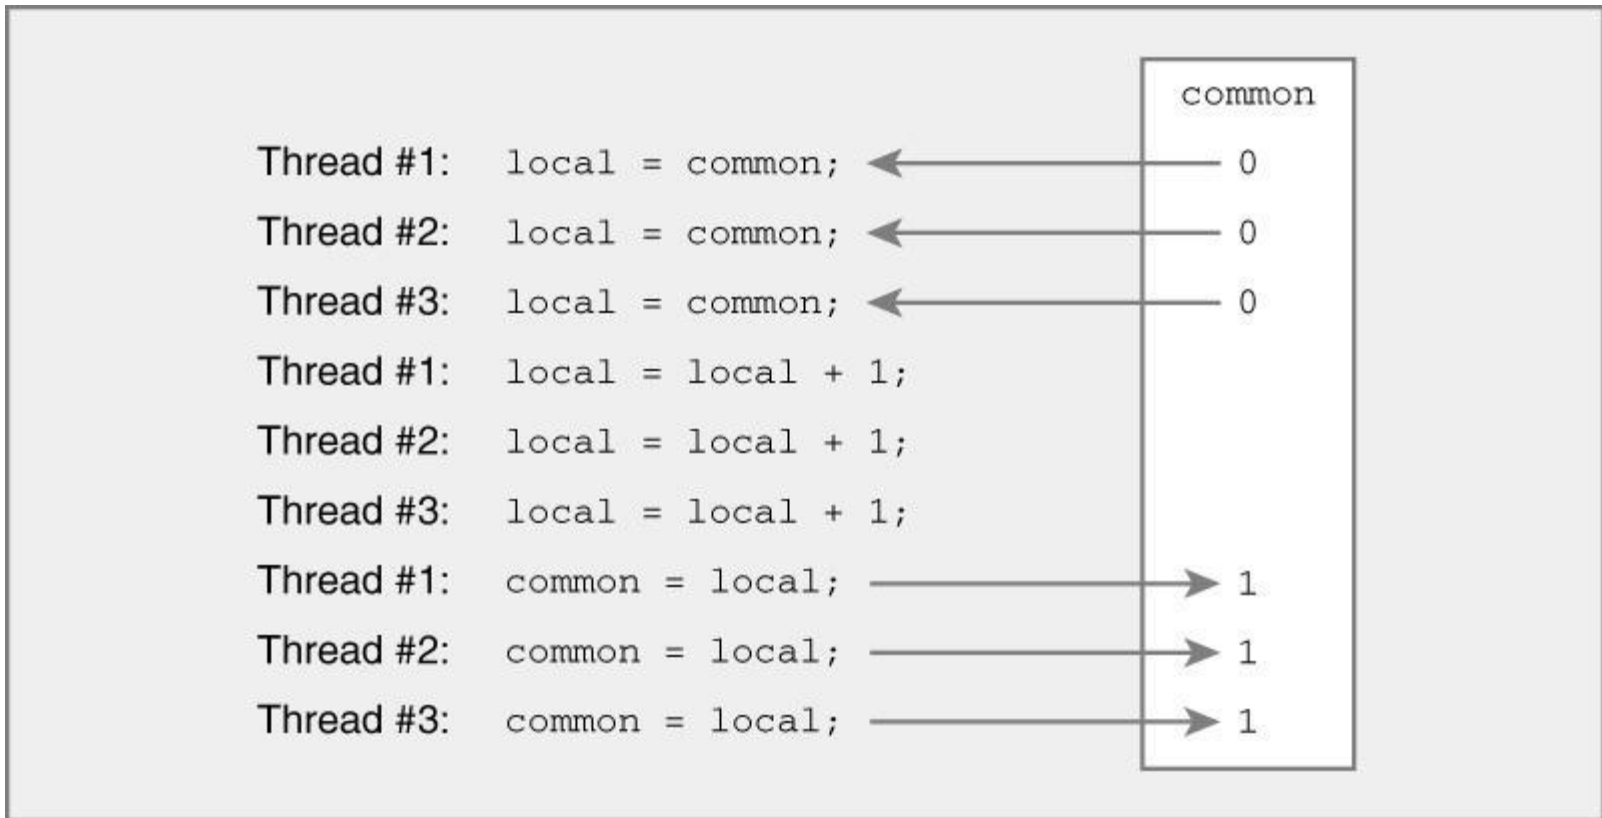 common
Thread #1: local = common; 0
Thread #2: local = common; 0
Thread #3: local = common; 0
Thread #1: local = local + 1;
Thread #2: local = local + 1;
Thread #3: local = local + 1;
Thread #1: common = local; 1
Thread #2: common = local; 1
Thread #3: common = local; 1